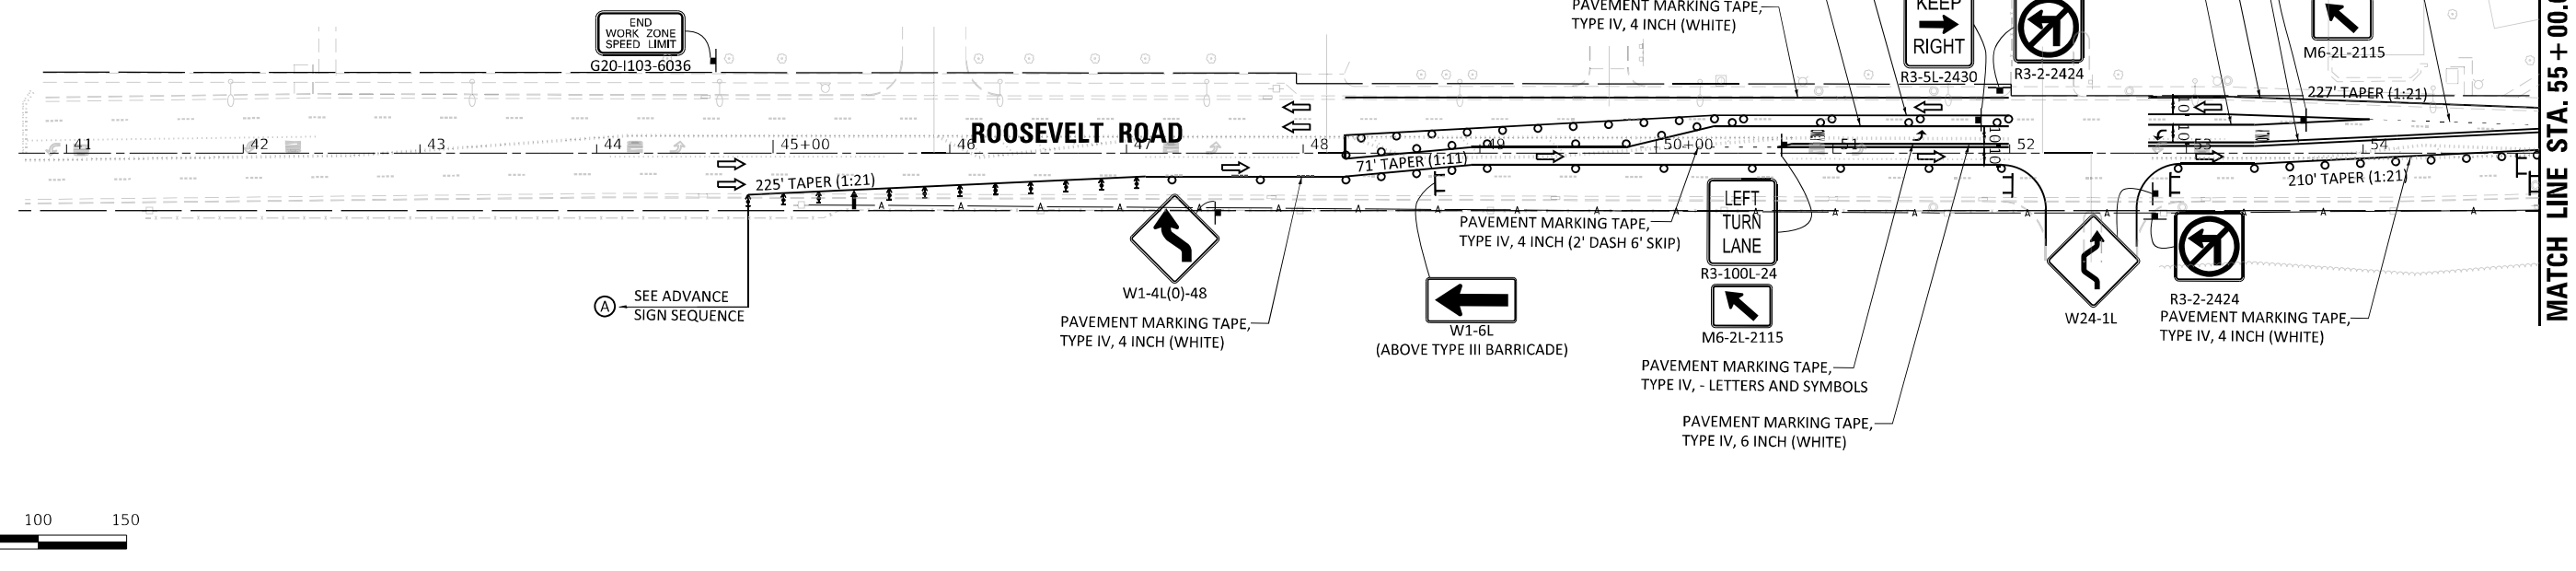 END
WORK ZONE
SPEED LIMIT
G20-I103-6036
PAVEMENT MARKING TAPE,
TYPE IV, 4 INCH (WHITE)
KEEP
RIGHT
R3-5L-2430
R3-2-2424
M6-2L-2115
227' TAPER (1:21)
ROOSEVELT ROAD
41
42
43
44
45+00
46
47
48
49
50+00
51
52
53
54
10
10
10
10
225' TAPER (1:21)
71' TAPER (1:11)
210' TAPER (1:21)
A A A A A A A A A A A A A A A A A A A A A
MATCH LINE STA. 55+00.
A
SEE ADVANCE
SIGN SEQUENCE
W1-4L(0)-48
PAVEMENT MARKING TAPE,
TYPE IV, 4 INCH (WHITE)
PAVEMENT MARKING TAPE,
TYPE IV, 4 INCH (2' DASH 6' SKIP)
W1-6L
(ABOVE TYPE III BARRICADE)
LEFT
TURN
LANE
R3-100L-24
M6-2L-2115
PAVEMENT MARKING TAPE,
TYPE IV, - LETTERS AND SYMBOLS
PAVEMENT MARKING TAPE,
TYPE IV, 6 INCH (WHITE)
W24-1L
R3-2-2424
PAVEMENT MARKING TAPE,
TYPE IV, 4 INCH (WHITE)
100
150